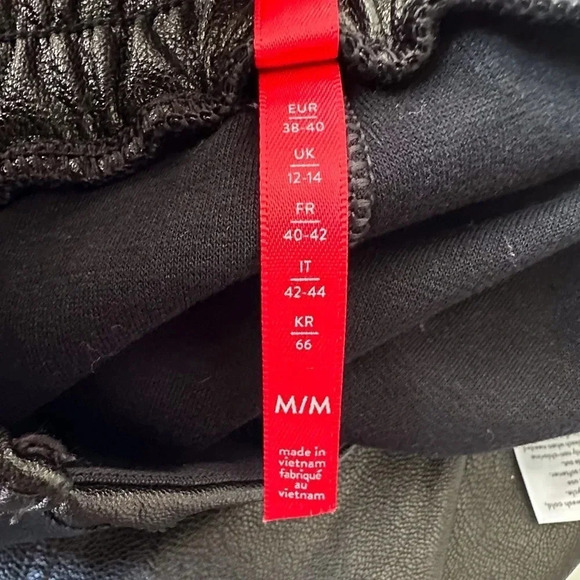 EUR
38-40
UK
12-14
FR
40-42
IT
42-44
KR
66
M/M
made in
vietnam
fabriqué
au
vietnam